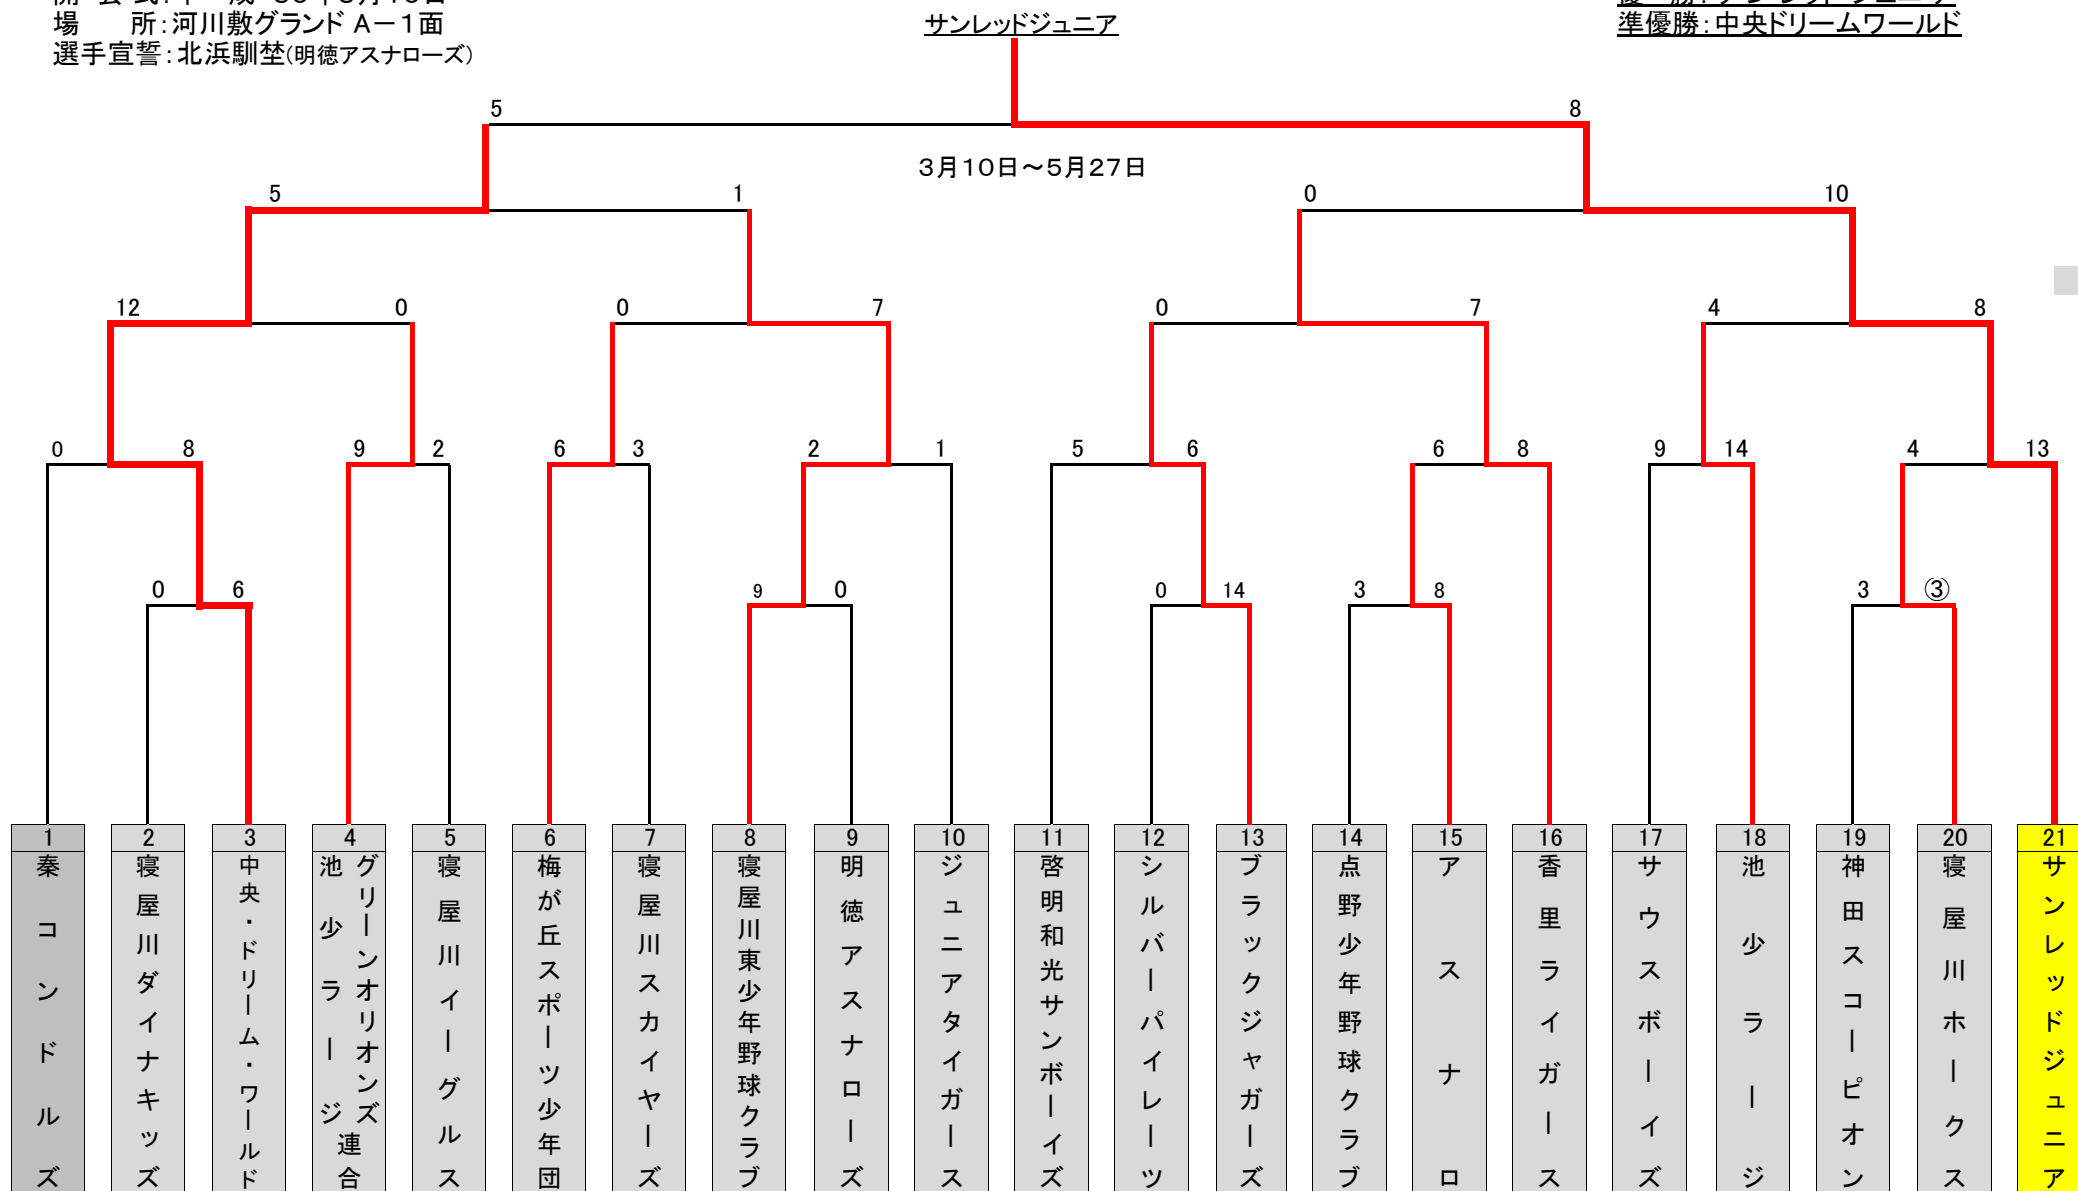 場　　所：河川敷グランド A－1面
選手宣誓：北浜馴埜（明徳アスナローズ）
サンレッドジュニア
準優勝：中央ドリームワールド
5 8
3月10日～5月27日
5 1 0 10
12 0 0 7 0 7 4 8
0 8 9 2 6 3 2 1 5 6 6 8 9 14 4 13
0 6 9 0 0 14 3 8 3 ③
1 秦コンドルズ
2 寝屋川ダイナキッズ
3 中央・ドリーム・ワールド
4 グリーンオリオンズ池少ラージ連合
5 寝屋川イーグルス
6 梅が丘スポーツ少年団
7 寝屋川スカイヤーズ
8 寝屋川東少年野球クラブ
9 明徳アスナローズ
10 ジュニアタイガース
11 啓明和光サンボーイズ
12 シルバーパイレーツ
13 ブラックジャガーズ
14 点野少年野球クラブ
15 アスナロ
16 香里ライガース
17 サウスボーイズ
18 池少ラージ
19 神田スコーピオン
20 寝屋川ホークス
21 サンレッドジュニア